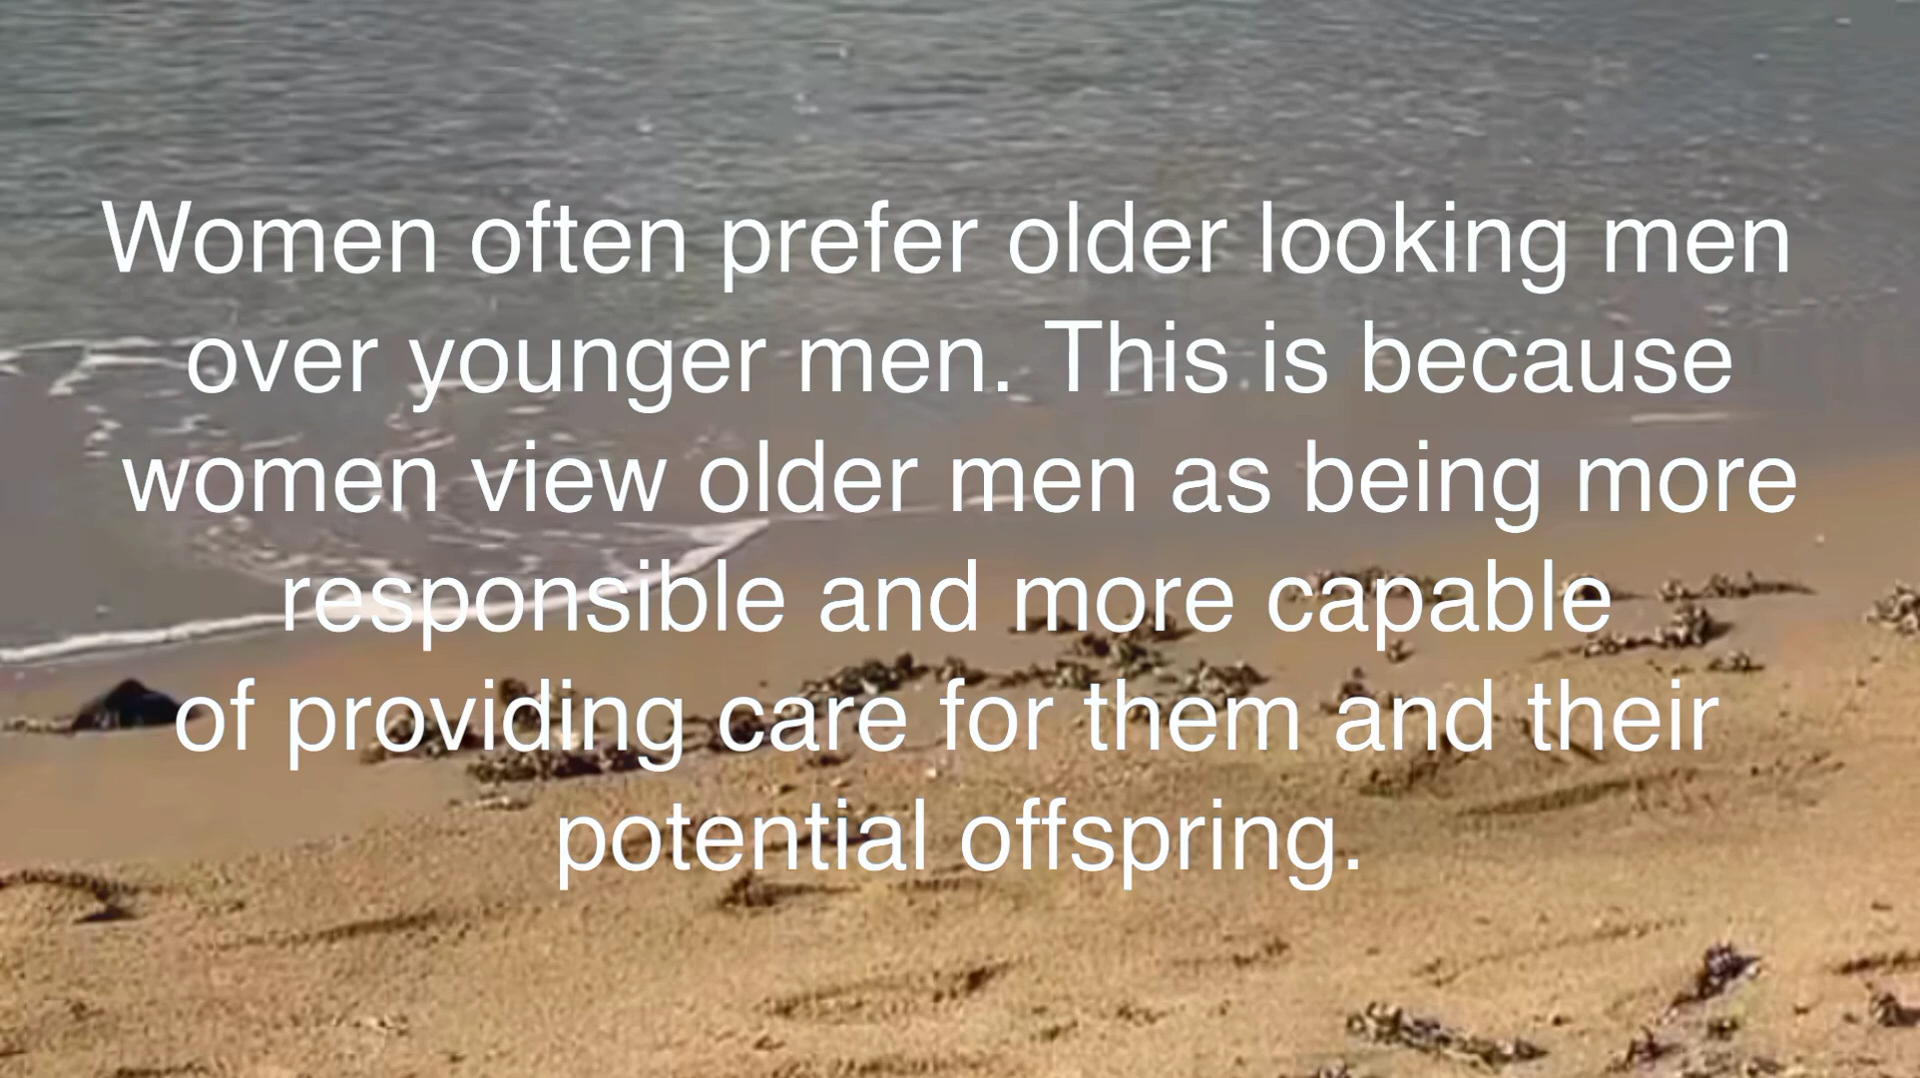 Women often prefer older looking men
over younger men. This is because
women view older men as being more
responsible and more capable
of providing care for them and their
potential offspring.